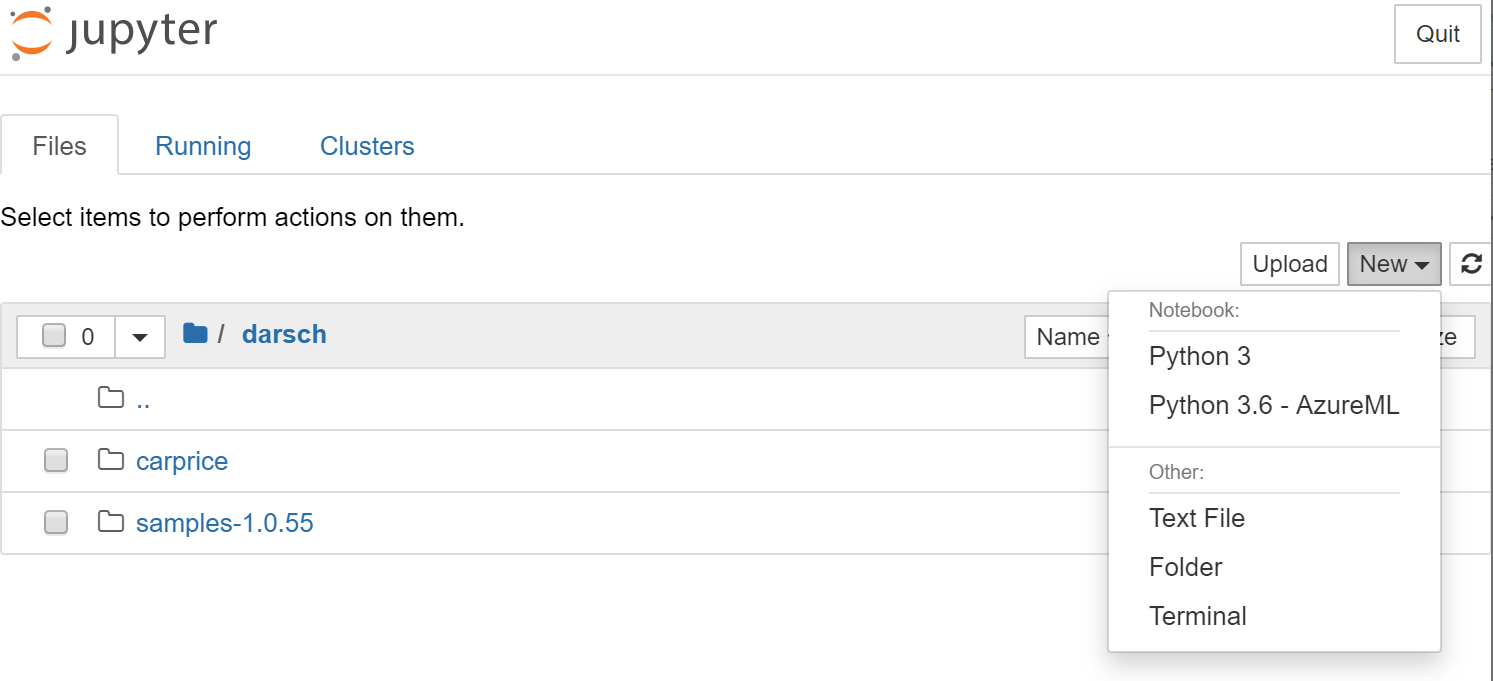 jupyter
Quit
Files Running Clusters
Select items to perform actions on them.
Upload New
0 / darsch Name
Notebook:
Python 3
Python 3.6 - AzureML
..
carprice
samples-1.0.55
Other:
Text File
Folder
Terminal